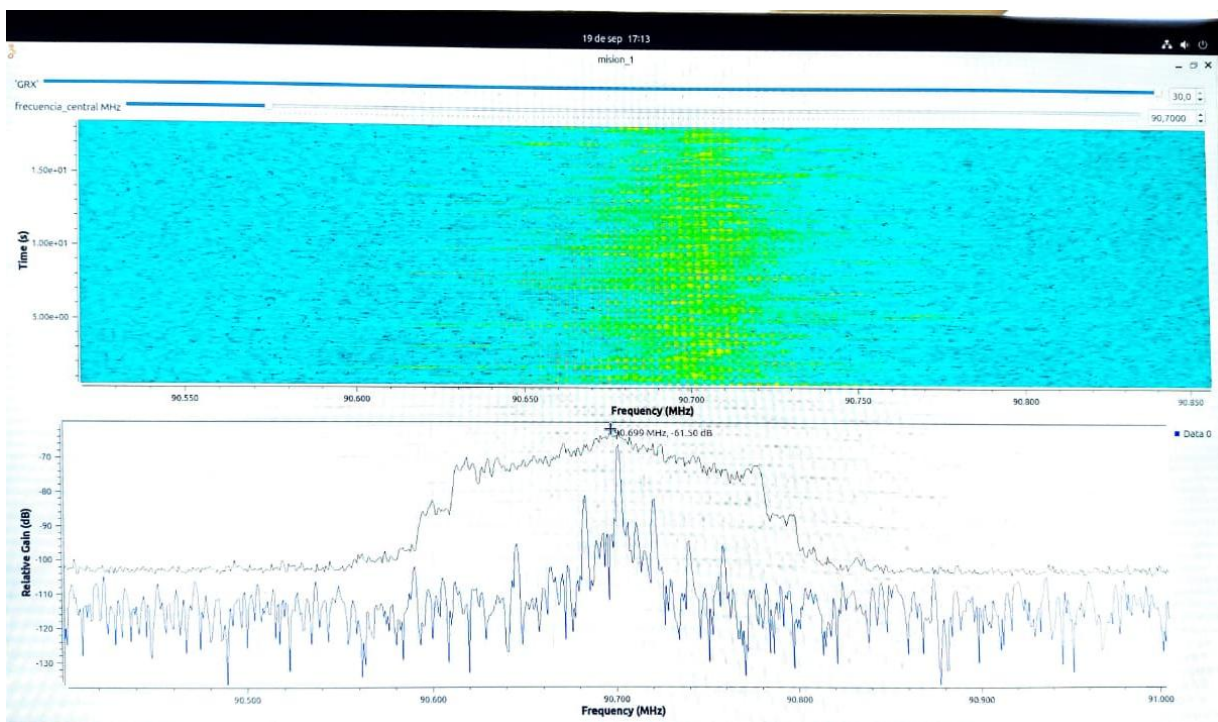 19 de sep 17:13
mision_1
'GRX'
30,0
frecuencia_central MHz
90,7000
1.50e+01
1.00e+01
5.00e+00
Time (s)
90.550 90.600 90.650 90.700 90.750 90.800 90.850
Frequency (MHz)
90.699 MHz, -61.50 dB
Data 0
-70
-80
-90
-100
-110
-120
-130
Relative Gain (dB)
90.500 90.600 90.700 90.800 90.900 91.000
Frequency (MHz)